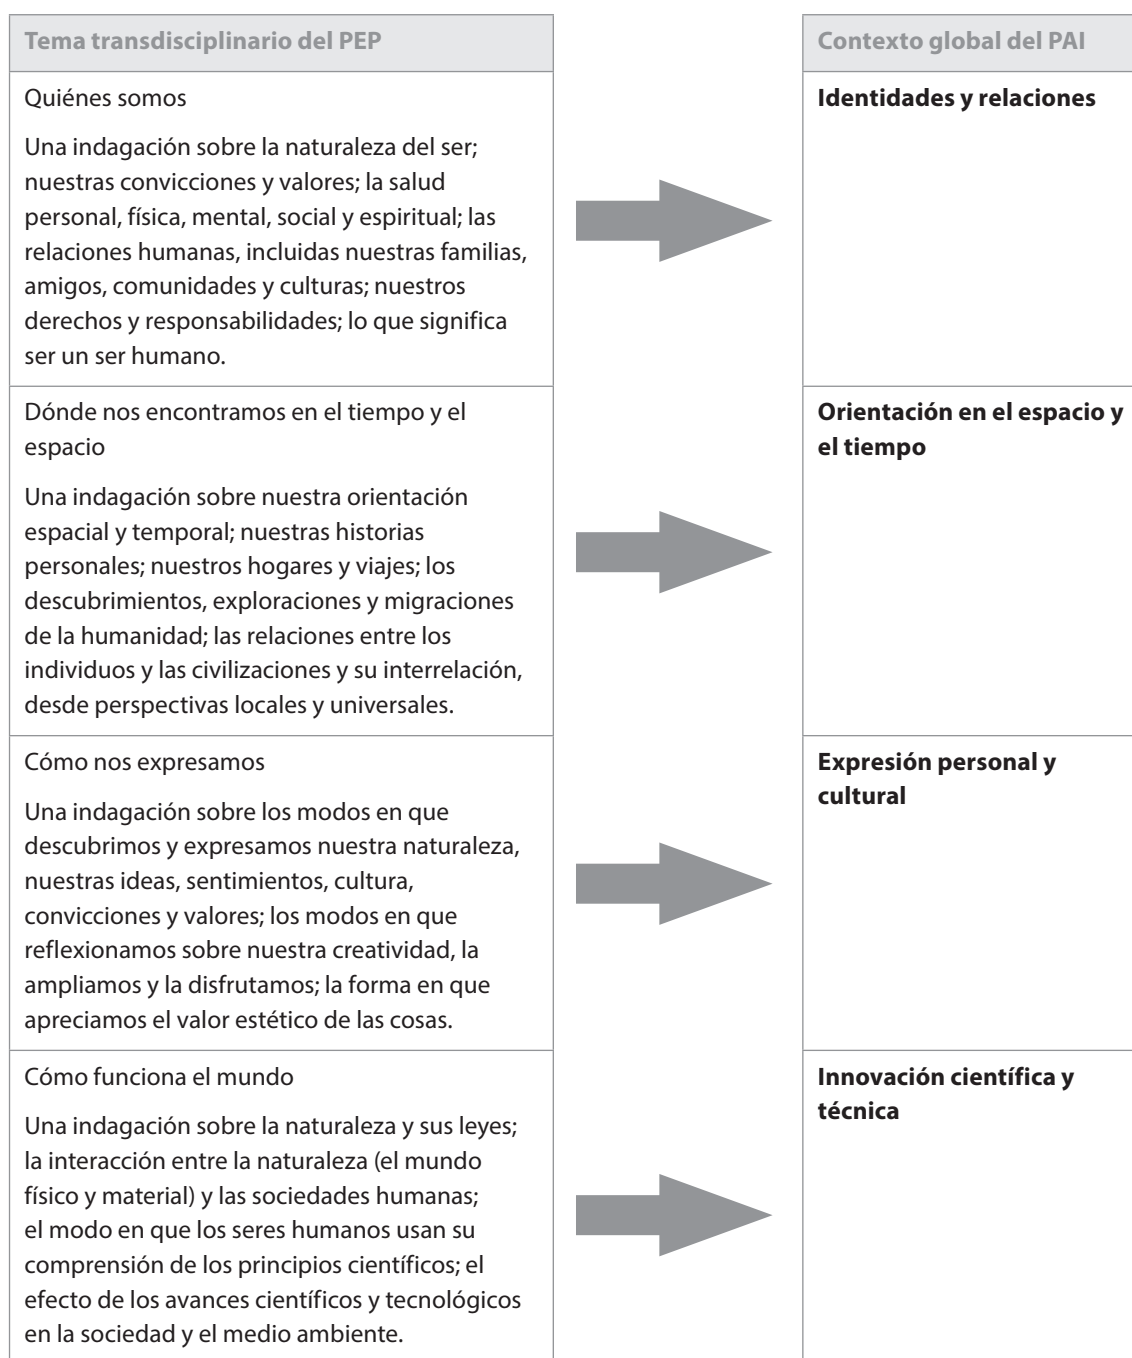 Tema transdisciplinario del PEP
Contexto global del PAI
Quiénes somos
Identidades y relaciones
Una indagación sobre la naturaleza del ser;
nuestras convicciones y valores; la salud
personal, física, mental, social y espiritual; las
relaciones humanas, incluidas nuestras familias,
amigos, comunidades y culturas; nuestros
derechos y responsabilidades; lo que significa
ser un ser humano.
Dónde nos encontramos en el tiempo y el
espacio
Orientación en el espacio y
el tiempo
Una indagación sobre nuestra orientación
espacial y temporal; nuestras historias
personales; nuestros hogares y viajes; los
descubrimientos, exploraciones y migraciones
de la humanidad; las relaciones entre los
individuos y las civilizaciones y su interrelación,
desde perspectivas locales y universales.
Cómo nos expresamos
Expresión personal y
cultural
Una indagación sobre los modos en que
descubrimos y expresamos nuestra naturaleza,
nuestras ideas, sentimientos, cultura,
convicciones y valores; los modos en que
reflexionamos sobre nuestra creatividad, la
ampliamos y la disfrutamos; la forma en que
apreciamos el valor estético de las cosas.
Cómo funciona el mundo
Innovación científica y
técnica
Una indagación sobre la naturaleza y sus leyes;
la interacción entre la naturaleza (el mundo
físico y material) y las sociedades humanas;
el modo en que los seres humanos usan su
comprensión de los principios científicos; el
efecto de los avances científicos y tecnológicos
en la sociedad y el medio ambiente.